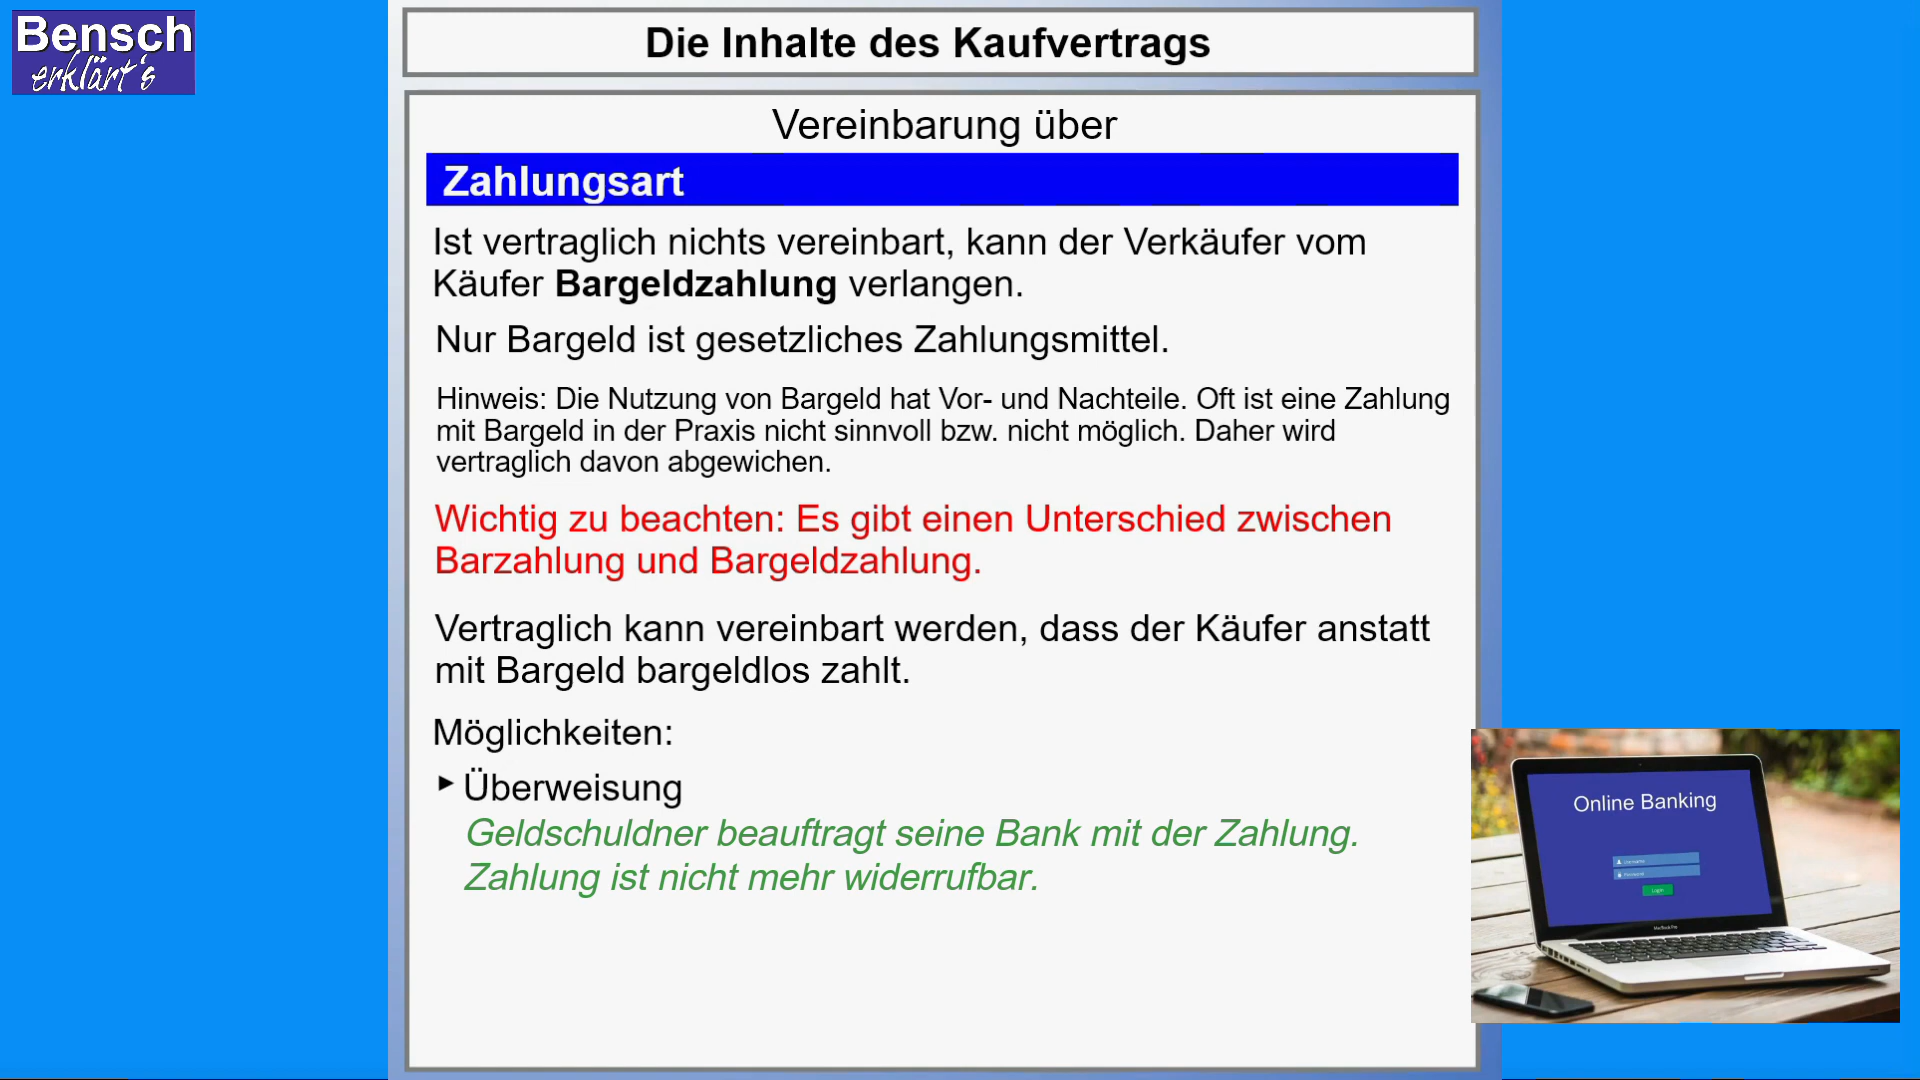 Bensch
erklärt's
Die Inhalte des Kaufvertrags
Vereinbarung über
Zahlungsart
Ist vertraglich nichts vereinbart, kann der Verkäufer vom
Käufer Bargeldzahlung verlangen.
Nur Bargeld ist gesetzliches Zahlungsmittel.
Hinweis: Die Nutzung von Bargeld hat Vor- und Nachteile. Oft ist eine Zahlung
mit Bargeld in der Praxis nicht sinnvoll bzw. nicht möglich. Daher wird
vertraglich davon abgewichen.
Wichtig zu beachten: Es gibt einen Unterschied zwischen
Barzahlung und Bargeldzahlung.
Vertraglich kann vereinbart werden, dass der Käufer anstatt
mit Bargeld bargeldlos zahlt.
Möglichkeiten:
Überweisung
Geldschuldner beauftragt seine Bank mit der Zahlung.
Zahlung ist nicht mehr widerrufbar.
Online Banking
Login
MacBook Pro